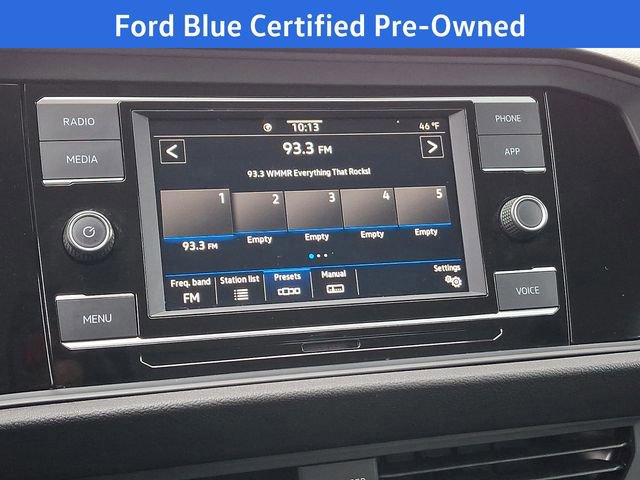 Ford Blue Certified Pre-Owned
RADIO
MEDIA
MENU
PHONE
APP
VOICE
10:13
46 °F
<
93.3 FM
>
93.3 WMMR Everything That Rocks!
1
2
3
4
5
93.3 FM
Empty
Empty
Empty
Empty
Freq. band
FM
Station list
Presets
Manual
Settings